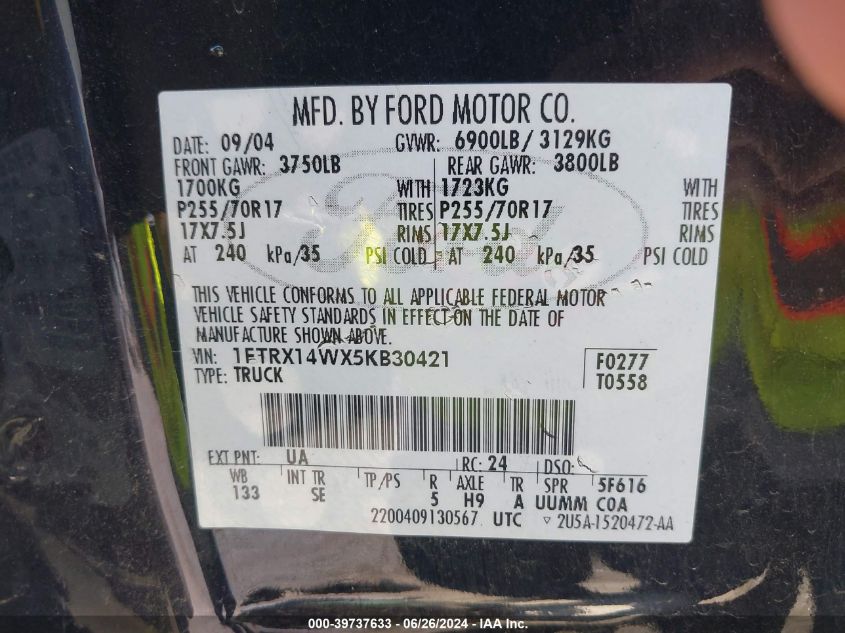 MFD. BY FORD MOTOR CO.
DATE: 09/04 GVWR: 6900LB/ 3129KG
FRONT GAWR: 3750LB REAR GAWR: 3800LB
1700KG WITH 1723KG WITH
P255/70R17 TIRES P255/70R17 TIRES
17X7.5J RIMS 17X7.5J RIMS
AT 240 kPa/35 PSI COLD AT 240 kPa/35 PSI COLD
THIS VEHICLE CONFORMS TO ALL APPLICABLE FEDERAL MOTOR
VEHICLE SAFETY STANDARDS IN EFFECT ON THE DATE OF
MANUFACTURE SHOWN ABOVE.
VIN: 1FTRX14WX5KB30421 F0277
TYPE: TRUCK T0558
EXT PNT: UA RC: 24 DSO:
WB INT TR TP/PS R AXLE TR SPR 5F616
133 SE 5 H9 A UUMM COA
2200409130567 UTC ▽ 2U5A-1520472-AA
000-39737633 / 06/26/2024 - IAA Inc.